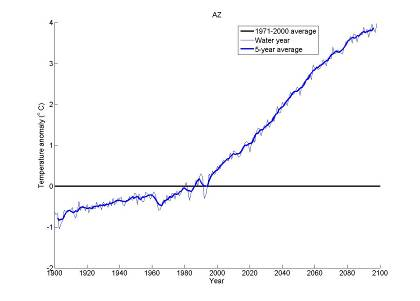 AZ
1971-2000 average
Water year
5-year average
Temperature anomaly (° C)
4
3
2
1
0
-1
-2
1900 1920 1940 1960 1980 2000 2020 2040 2060 2080 2100
Year